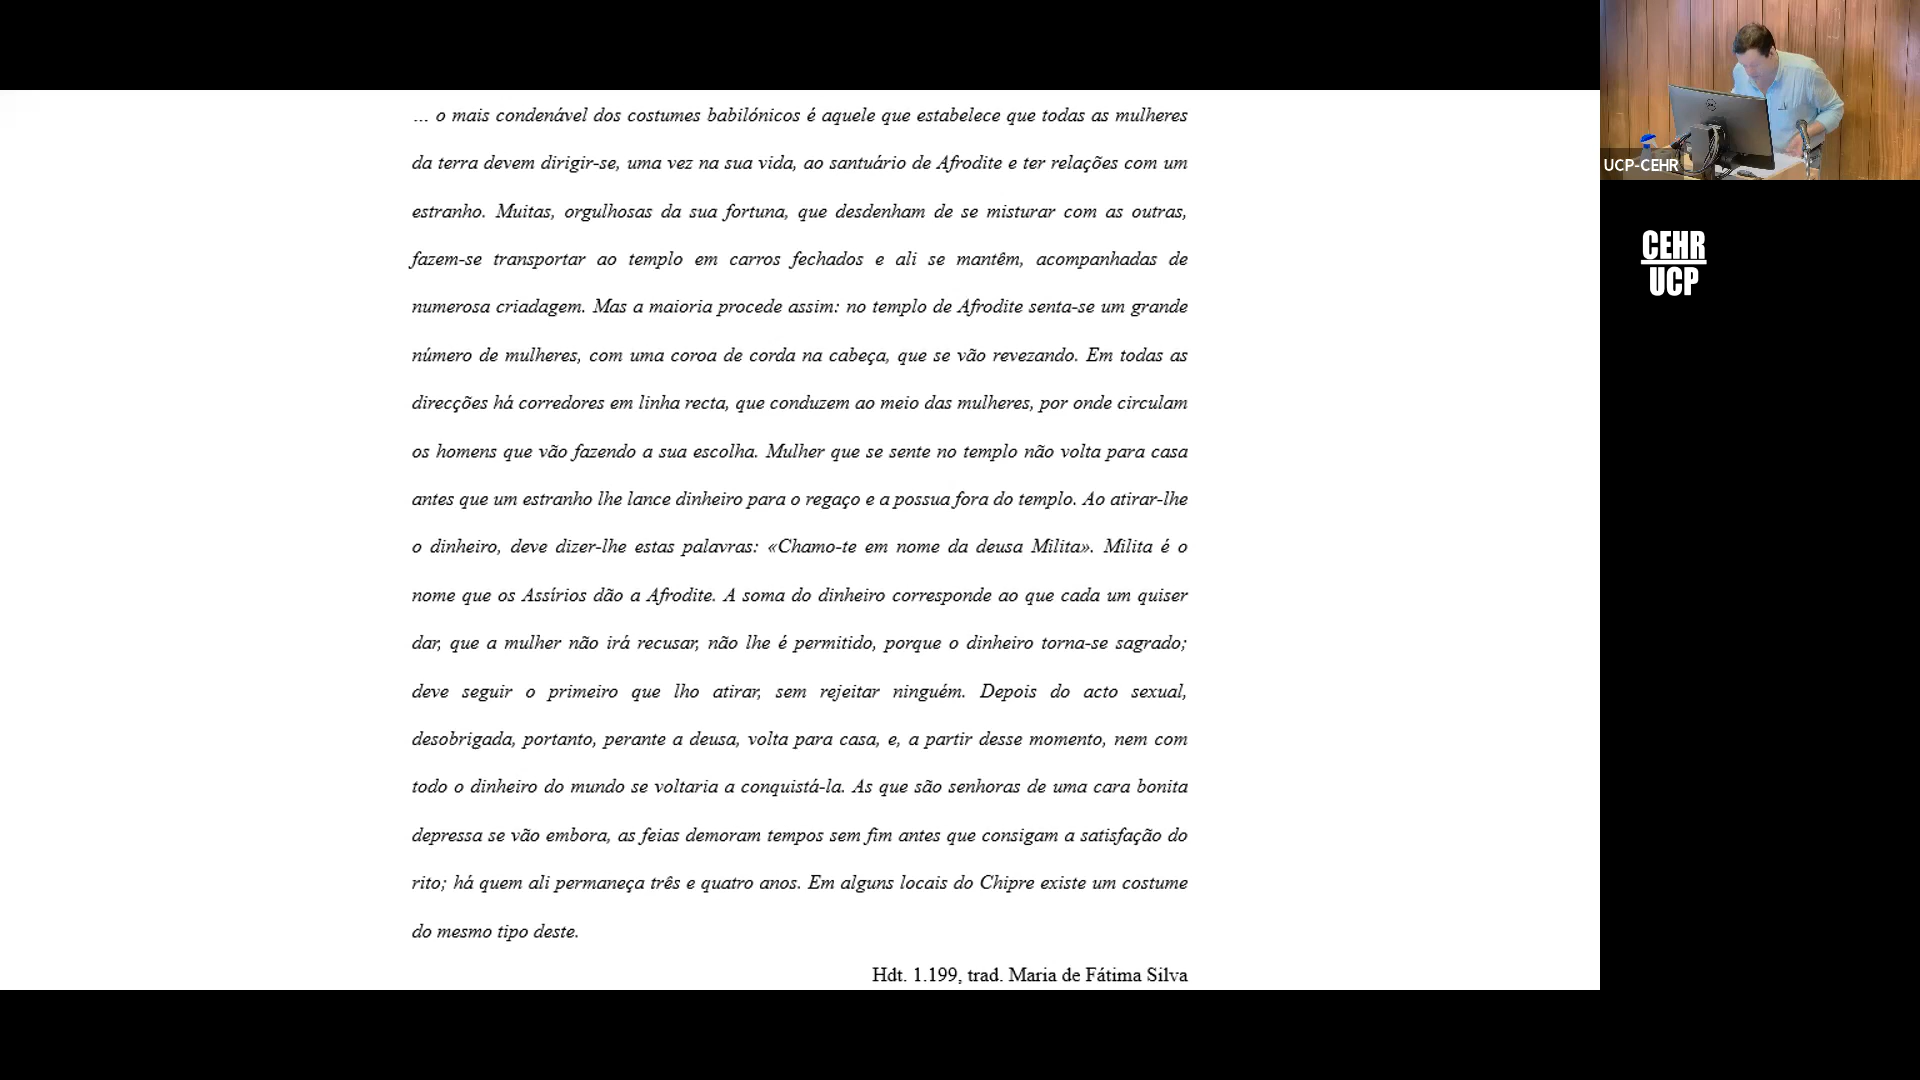 ... o mais condenável dos costumes babilónicos é aquele que estabelece que todas as mulheres
da terra devem dirigir-se, uma vez na sua vida, ao santuário de Afrodite e ter relações com um
estranho. Muitas, orgulhosas da sua fortuna, que desdenham de se misturar com as outras,
fazem-se transportar ao templo em carros fechados e ali se mantêm, acompanhadas de
numerosa criadagem. Mas a maioria procede assim: no templo de Afrodite senta-se um grande
número de mulheres, com uma coroa de corda na cabeça, que se vão revezando. Em todas as
direcções há corredores em linha recta, que conduzem ao meio das mulheres, por onde circulam
os homens que vão fazendo a sua escolha. Mulher que se sente no templo não volta para casa
antes que um estranho lhe lance dinheiro para o regaço e a possua fora do templo. Ao atirar-lhe
o dinheiro, deve dizer-lhe estas palavras: «Chamo-te em nome da deusa Milita». Milita é o
nome que os Assírios dão a Afrodite. A soma do dinheiro corresponde ao que cada um quiser
dar, que a mulher não irá recusar, não lhe é permitido, porque o dinheiro torna-se sagrado;
deve seguir o primeiro que lho atirar, sem rejeitar ninguém. Depois do acto sexual,
desobrigada, portanto, perante a deusa, volta para casa, e, a partir desse momento, nem com
todo o dinheiro do mundo se voltaria a conquistá-la. As que são senhoras de uma cara bonita
depressa se vão embora, as feias demoram tempos sem fim antes que consigam a satisfação do
rito; há quem ali permaneça três e quatro anos. Em alguns locais do Chipre existe um costume
do mesmo tipo deste.
Hdt. 1.199, trad. Maria de Fátima Silva
UCP-CEHR
CEHR
UCP